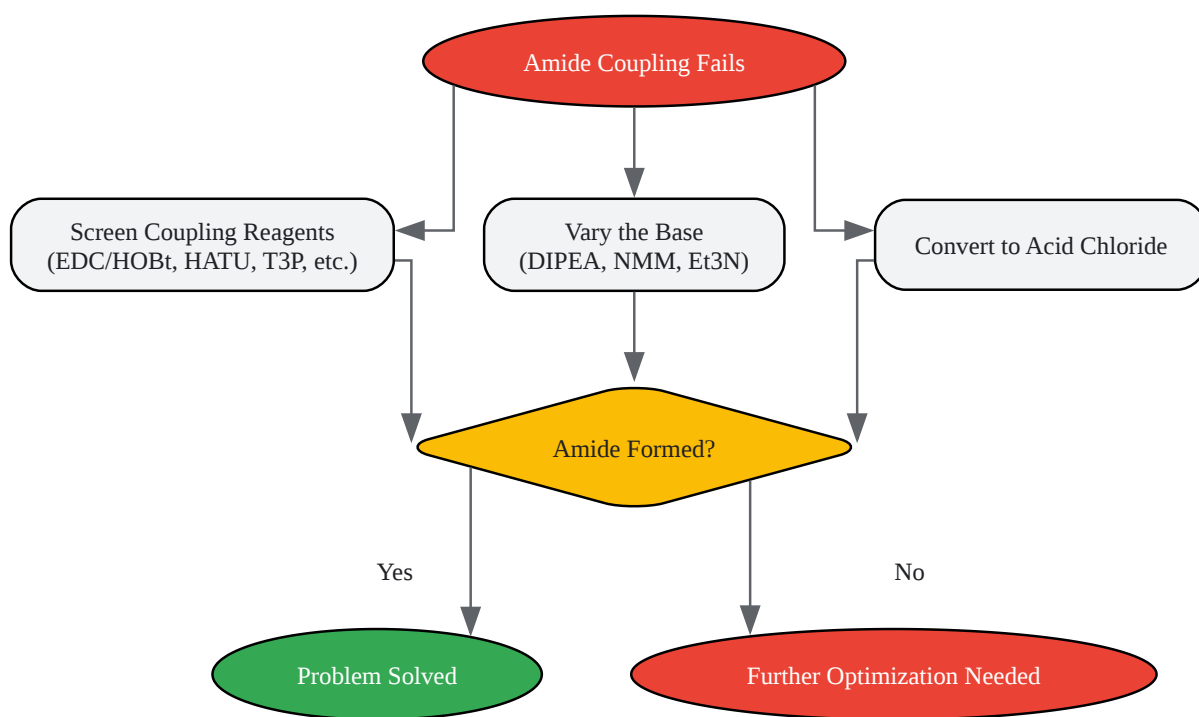 Amide Coupling Fails
Screen Coupling Reagents
(EDC/HOBt, HATU, T3P, etc.)
Vary the Base
(DIPEA, NMM, Et3N)
Convert to Acid Chloride
Amide Formed?
Yes
No
Problem Solved
Further Optimization Needed